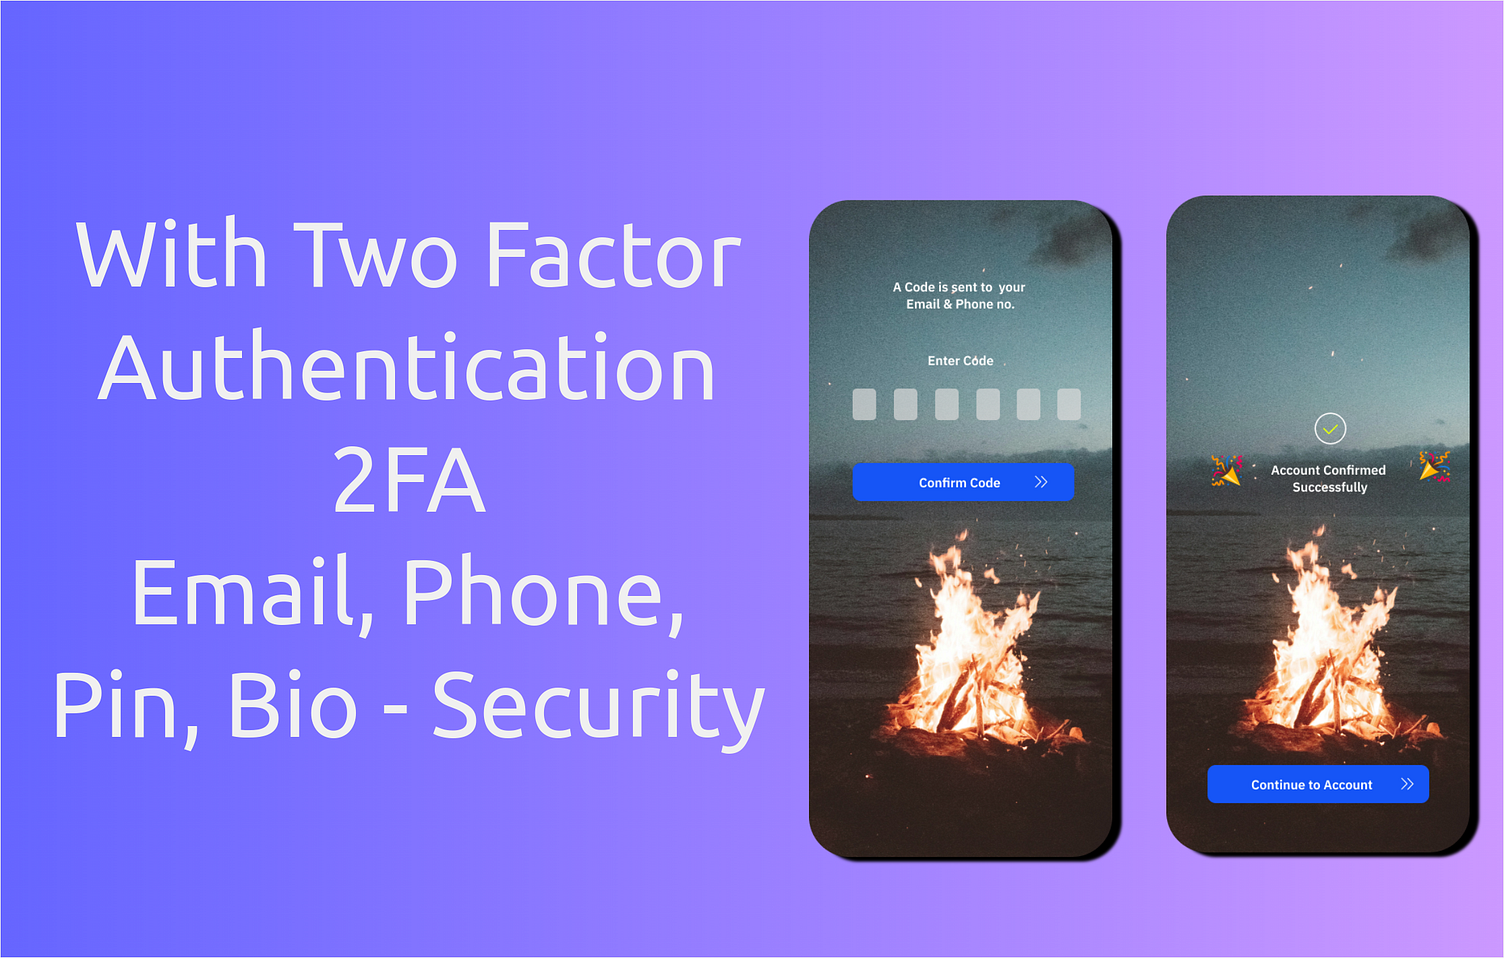 With Two Factor
Authentication
2FA
Email, Phone,
Pin, Bio - Security
A Code is sent to your
Email & Phone no.
Enter Code
Confirm Code
Account Confirmed
Successfully
Continue to Account